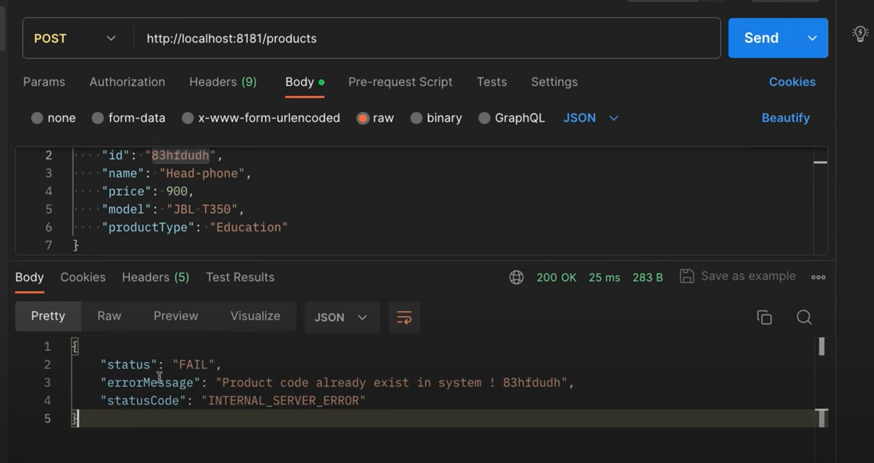 POST http://localhost:8181/products Send
Params Authorization Headers (9) Body Pre-request Script Tests Settings Cookies
none form-data x-www-form-urlencoded raw binary GraphQL JSON Beautify
2 "id": "83hfdudh",
3 "name": "Head-phone",
4 "price": 900,
5 "model": "JBL T350",
6 "productType": "Education"
7 }
Body Cookies Headers (5) Test Results 200 OK 25 ms 283 B Save as example
Pretty Raw Preview Visualize JSON
1 {
2 "status": "FAIL",
3 "errorMessage": "Product code already exist in system ! 83hfdudh",
4 "statusCode": "INTERNAL_SERVER_ERROR"
5 }